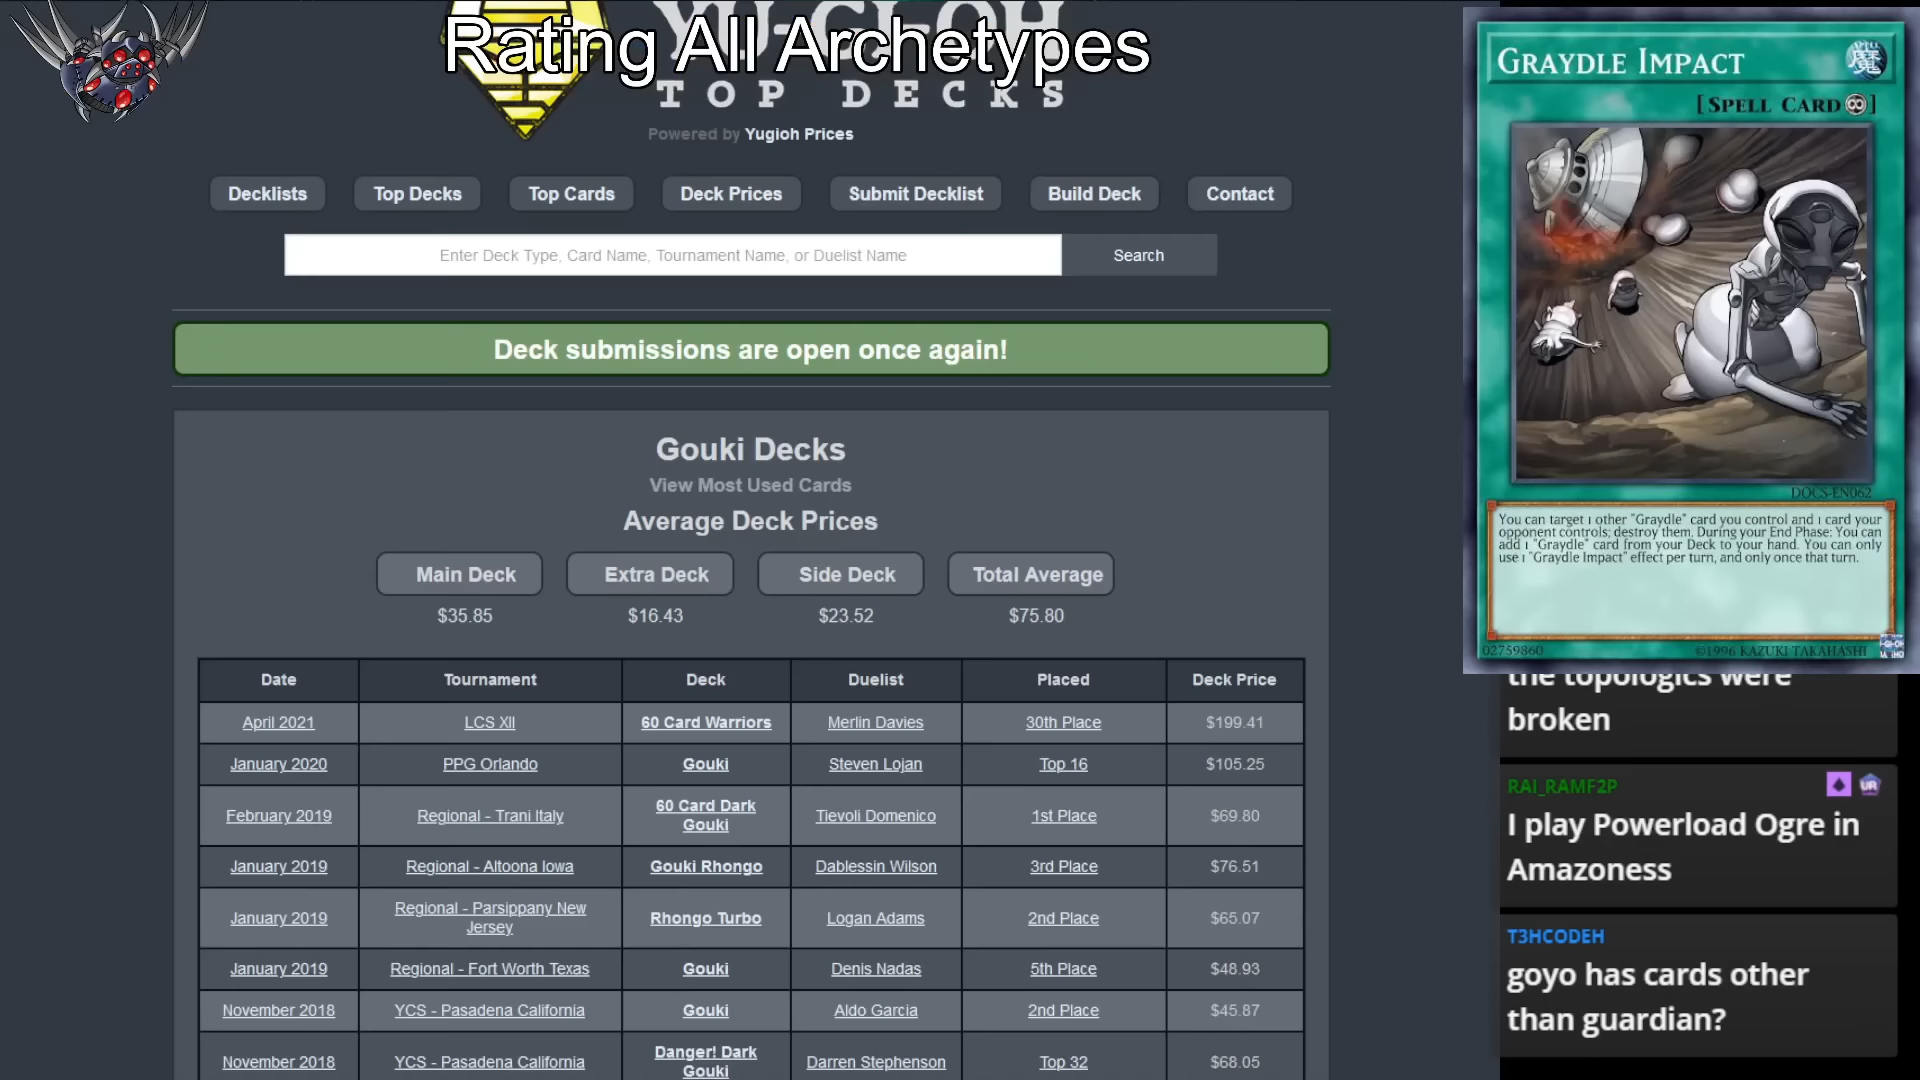 YU-GI-OH
Rating All Archetypes
TOP DECKS
Powered by Yugioh Prices
Decklists
Top Decks
Top Cards
Deck Prices
Submit Decklist
Build Deck
Contact
Enter Deck Type, Card Name, Tournament Name, or Duelist Name
Search
Deck submissions are open once again!
Gouki Decks
View Most Used Cards
Average Deck Prices
Main Deck
Extra Deck
Side Deck
Total Average
$35.85
$16.43
$23.52
$75.80
Date Tournament Deck Duelist Placed Deck Price
April 2021 LCS XII 60 Card Warriors Merlin Davies 30th Place $199.41
January 2020 PPG Orlando Gouki Steven Lojan Top 16 $105.25
February 2019 Regional - Trani Italy 60 Card Dark Gouki Tievoli Domenico 1st Place $69.80
January 2019 Regional - Altoona Iowa Gouki Rhongo Dablessin Wilson 3rd Place $76.51
January 2019 Regional - Parsippany New Jersey Rhongo Turbo Logan Adams 2nd Place $65.07
January 2019 Regional - Fort Worth Texas Gouki Denis Nadas 5th Place $48.93
November 2018 YCS - Pasadena California Gouki Aldo Garcia 2nd Place $45.87
November 2018 YCS - Pasadena California Danger! Dark Gouki Darren Stephenson Top 32 $68.05
GRAYDLE IMPACT
[SPELL CARD]
DOCS-EN062
You can target 1 other "Graydle" card you control and 1 card your
opponent controls; destroy them. During your End Phase: You can
add 1 "Graydle" card from your Deck to your hand. You can only
use 1 "Graydle Impact" effect per turn, and only once that turn.
02759860
©1996 KAZUKI TAKAHASHI
the topologics were
broken
RAI_RAMF2P
UR
I play Powerload Ogre in
Amazoness
T3HCODEH
goyo has cards other
than guardian?